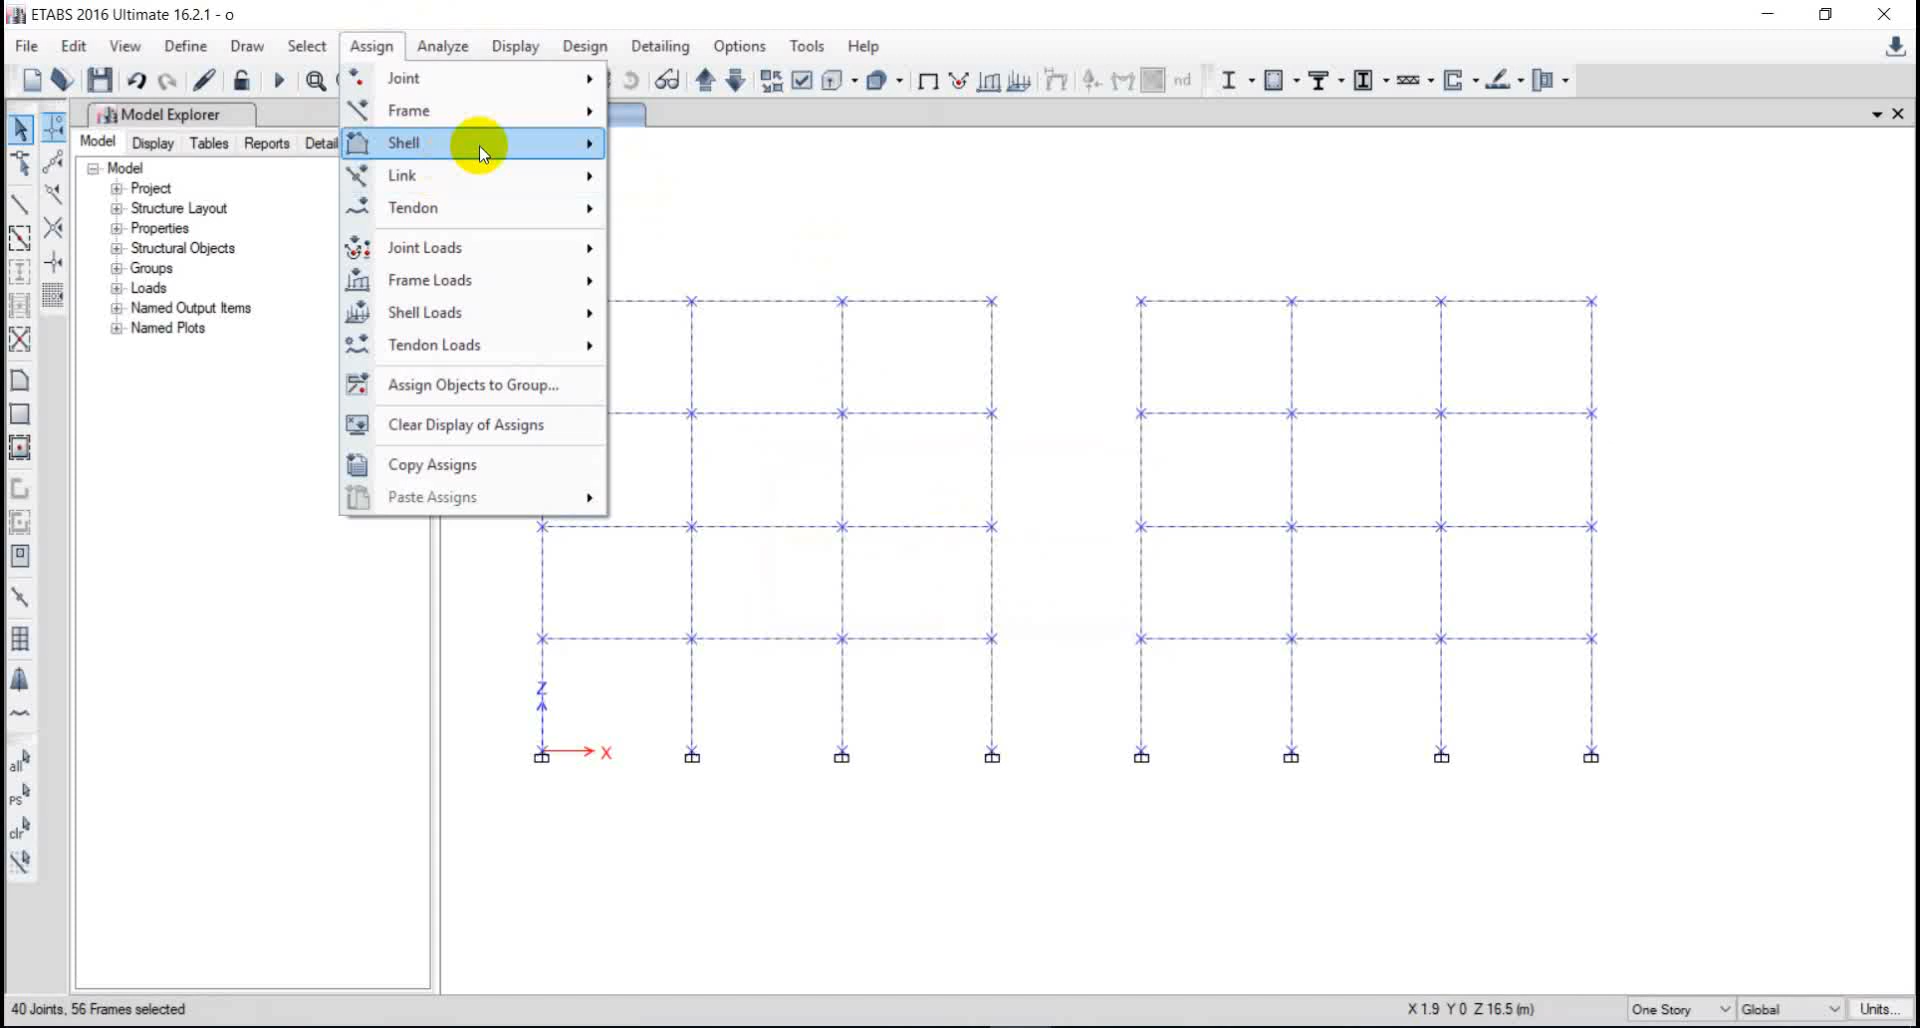 ETABS 2016 Ultimate 16.2.1 - o
File Edit View Define Draw Select Assign Analyze Display Design Detailing Options Tools Help
nd
Model Explorer
Model Display Tables Reports Detail
Model
Project
Structure Layout
Properties
Structural Objects
Groups
Loads
Named Output Items
Named Plots
Joint
Frame
Shell
Link
Tendon
Joint Loads
Frame Loads
Shell Loads
Tendon Loads
Assign Objects to Group...
Clear Display of Assigns
Copy Assigns
Paste Assigns
Z
X
all
PS
clr
40 Joints, 56 Frames selected
X 1.9 Y 0 Z 16.5 (m)
One Story
Global
Units...